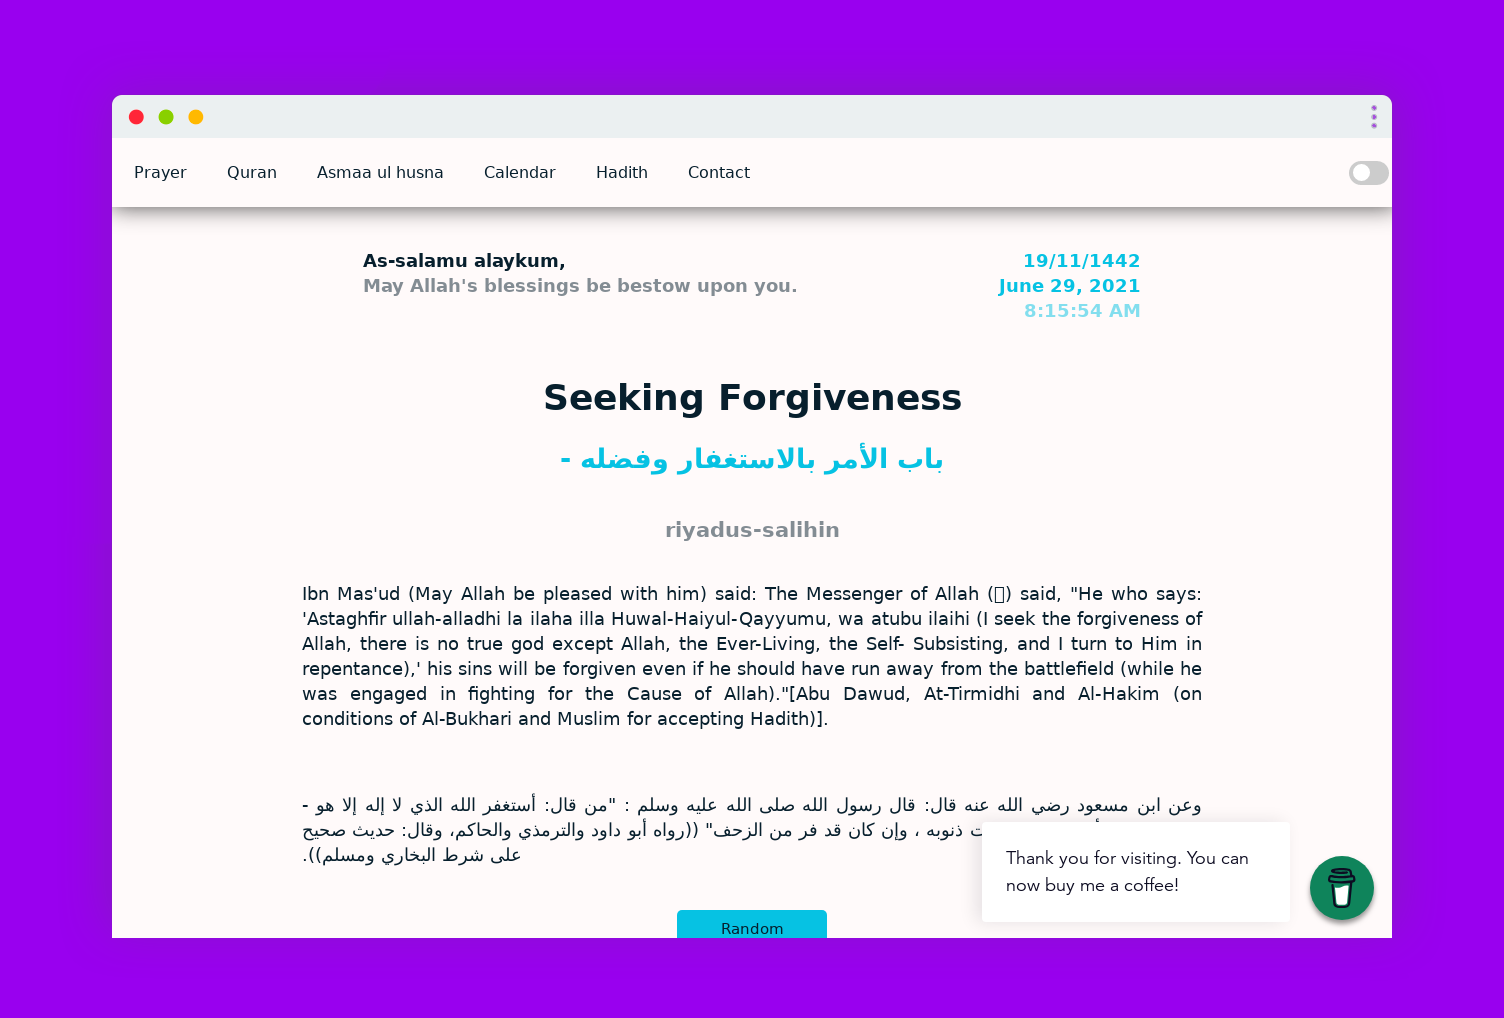 Prayer Quran Asmaa ul husna Calendar Hadith Contact
As-salamu alaykum,
May Allah's blessings be bestow upon you.
19/11/1442
June 29, 2021
8:15:54 AM
Seeking Forgiveness
باب الأمر بالاستغفار وفضله -
riyadus-salihin
Ibn Mas'ud (May Allah be pleased with him) said: The Messenger of Allah () said, "He who says:
'Astaghfir ullah-alladhi la ilaha illa Huwal-Haiyul-Qayyumu, wa atubu ilaihi (I seek the forgiveness of
Allah, there is no true god except Allah, the Ever-Living, the Self- Subsisting, and I turn to Him in
repentance),' his sins will be forgiven even if he should have run away from the battlefield (while he
was engaged in fighting for the Cause of Allah)."[Abu Dawud, At-Tirmidhi and Al-Hakim (on
conditions of Al-Bukhari and Muslim for accepting Hadith)].
وعن ابن مسعود رضي الله عنه قال: قال رسول الله صلى الله عليه وسلم : "من قال: أستغفر الله الذي لا إله إلا هو -
ذنوبه ، وإن كان قد فر من الزحف" ((رواه أبو داود والترمذي والحاكم، وقال: حديث صحيح
على شرط البخاري ومسلم)).
Thank you for visiting. You can
now buy me a coffee!
Random